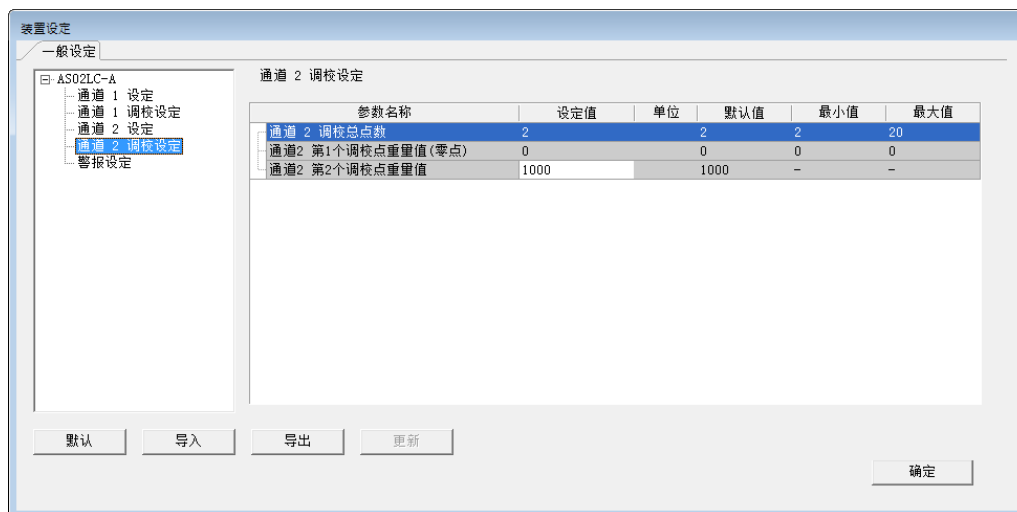 装置设定
一般设定
AS02LC-A
通道 1 设定
通道 1 调校设定
通道 2 设定
通道 2 调校设定
警报设定
通道 2 调校设定
参数名称 设定值 单位 默认值 最小值 最大值
通道 2 调校总点数 2 2 2 20
通道2 第1个调校点重量值(零点) 0 0 0 0
通道2 第2个调校点重量值 1000 1000 - -
默认 导入 导出 更新
确定